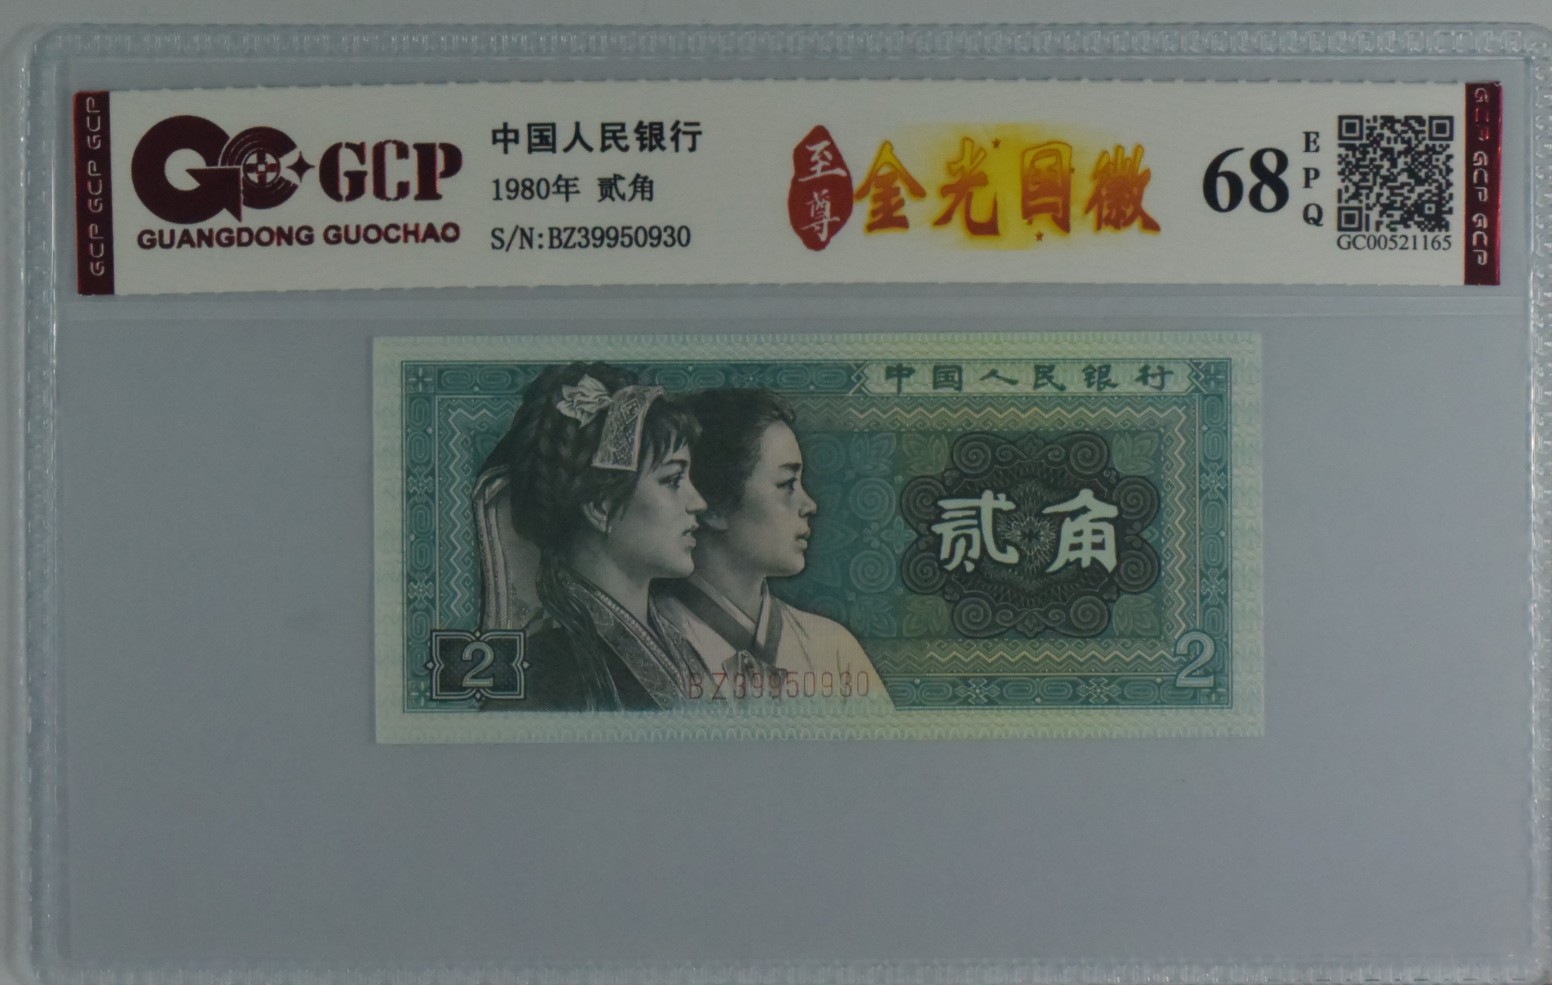 GCP GCP GCP
GCP
GUANGDONG GUOCHAO
中国人民银行
1980年 贰角
S/N:BZ39950930
至尊
金光国徽
68
EPQ
GC00521165
GCP GCP GCP
中国人民银行
贰角
2
BZ39950930
2